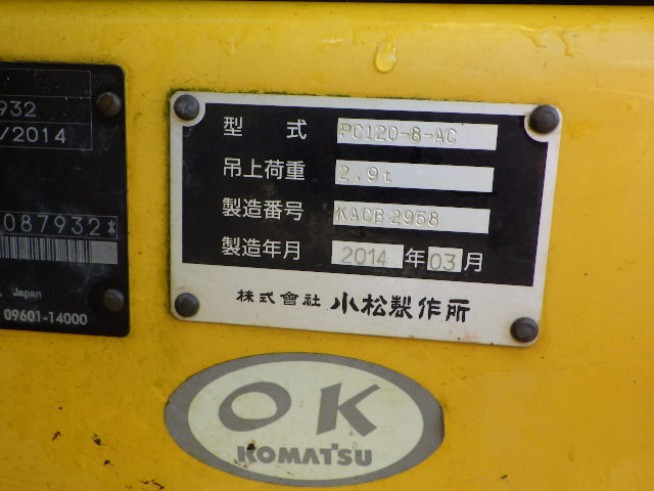 932
/2014
087932*
Japan
09601-14000
型 式 PC120-8-AC
吊上荷重 2.9t
製造番号 KACB2958
製造年月 2014 年 03 月
株式會社 小松製作所
OK
KOMATSU